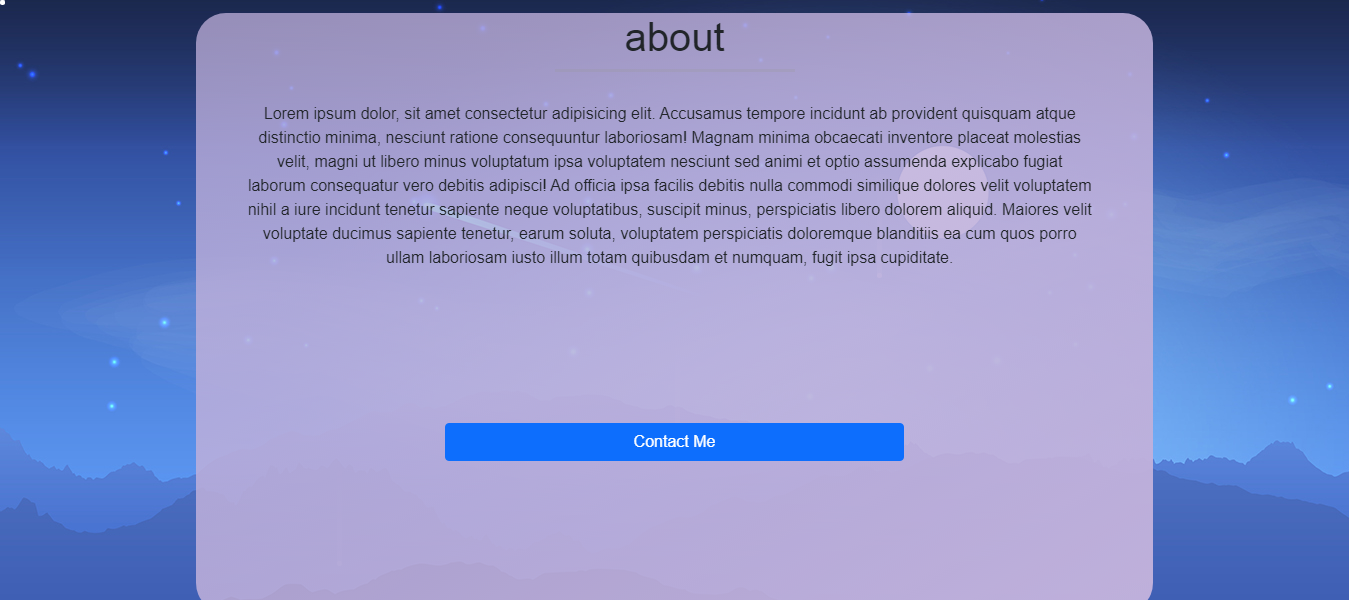 about
Lorem ipsum dolor, sit amet consectetur adipisicing elit. Accusamus tempore incidunt ab provident quisquam atque
distinctio minima, nesciunt ratione consequuntur laboriosam! Magnam minima obcaecati inventore placeat molestias
velit, magni ut libero minus voluptatum ipsa voluptatem nesciunt sed animi et optio assumenda explicabo fugiat
laborum consequatur vero debitis adipisci! Ad officia ipsa facilis debitis nulla commodi similique dolores velit voluptatem
nihil a iure incidunt tenetur sapiente neque voluptatibus, suscipit minus, perspiciatis libero dolorem aliquid. Maiores velit
voluptate ducimus sapiente tenetur, earum soluta, voluptatem perspiciatis doloremque blanditiis ea cum quos porro
ullam laboriosam iusto illum totam quibusdam et numquam, fugit ipsa cupiditate.
Contact Me